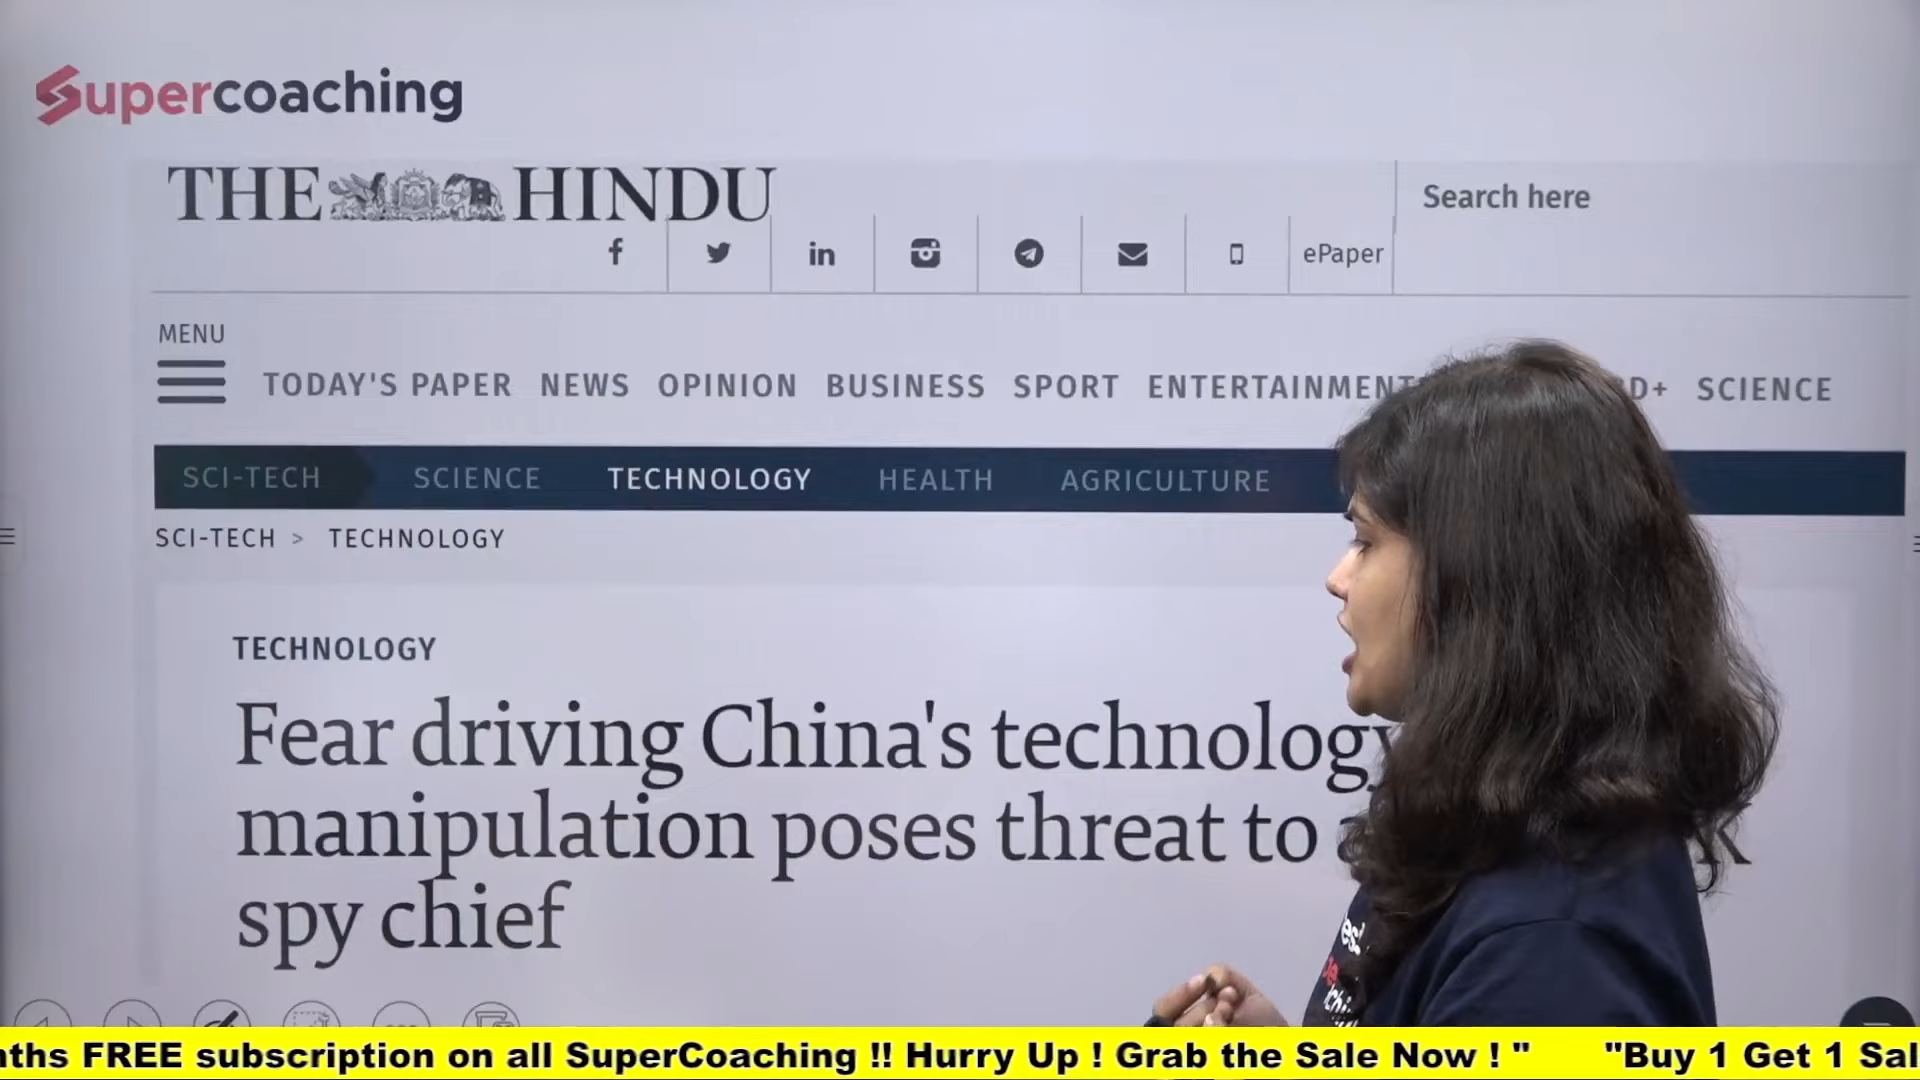 Supercoaching
THE HINDU
Search here
ePaper
MENU
TODAY'S PAPER NEWS OPINION BUSINESS SPORT ENTERTAINMENT SCIENCE
SCI-TECH SCIENCE TECHNOLOGY HEALTH AGRICULTURE
SCI-TECH > TECHNOLOGY
TECHNOLOGY
Fear driving China's technology
manipulation poses threat to
spy chief
FREE subscription on all SuperCoaching !! Hurry Up ! Grab the Sale Now ! " "Buy 1 Get 1